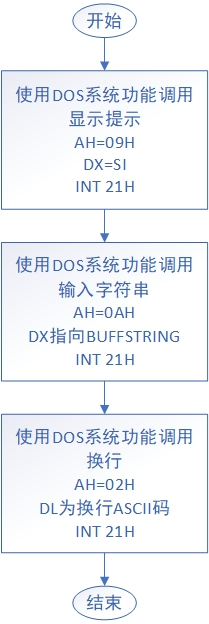 开始
使用DOS系统功能调用
显示提示
AH=09H
DX=SI
INT 21H
使用DOS系统功能调用
输入字符串
AH=0AH
DX指向BUFFSTRING
INT 21H
使用DOS系统功能调用
换行
AH=02H
DL为换行ASCII码
INT 21H
结束